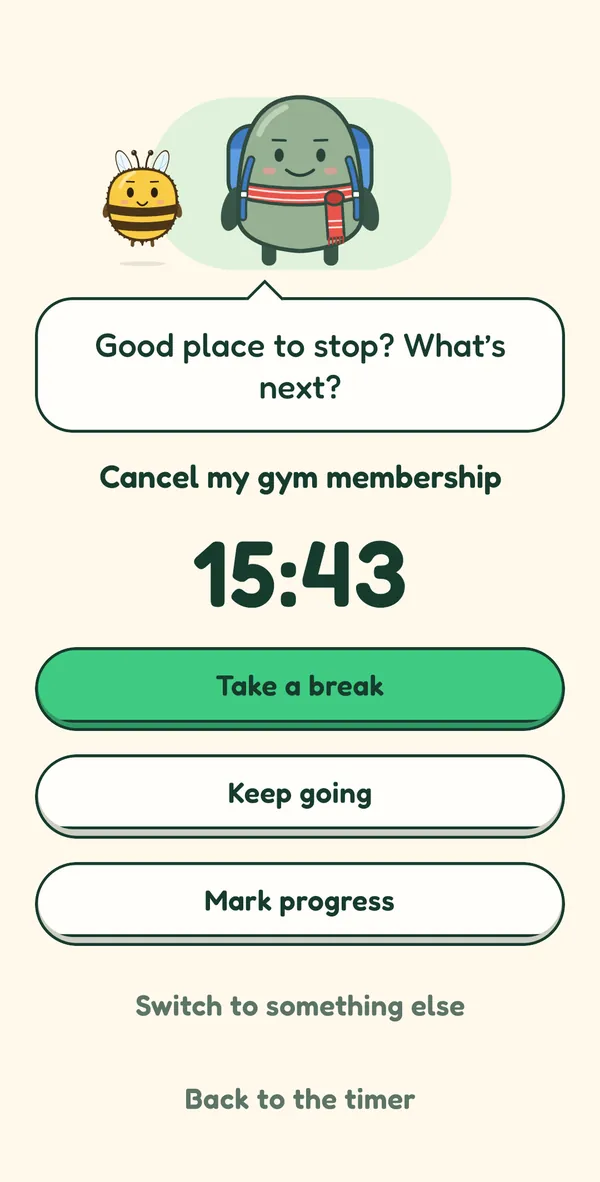 Good place to stop? What’s
next?
Cancel my gym membership
15:43
Take a break
Keep going
Mark progress
Switch to something else
Back to the timer